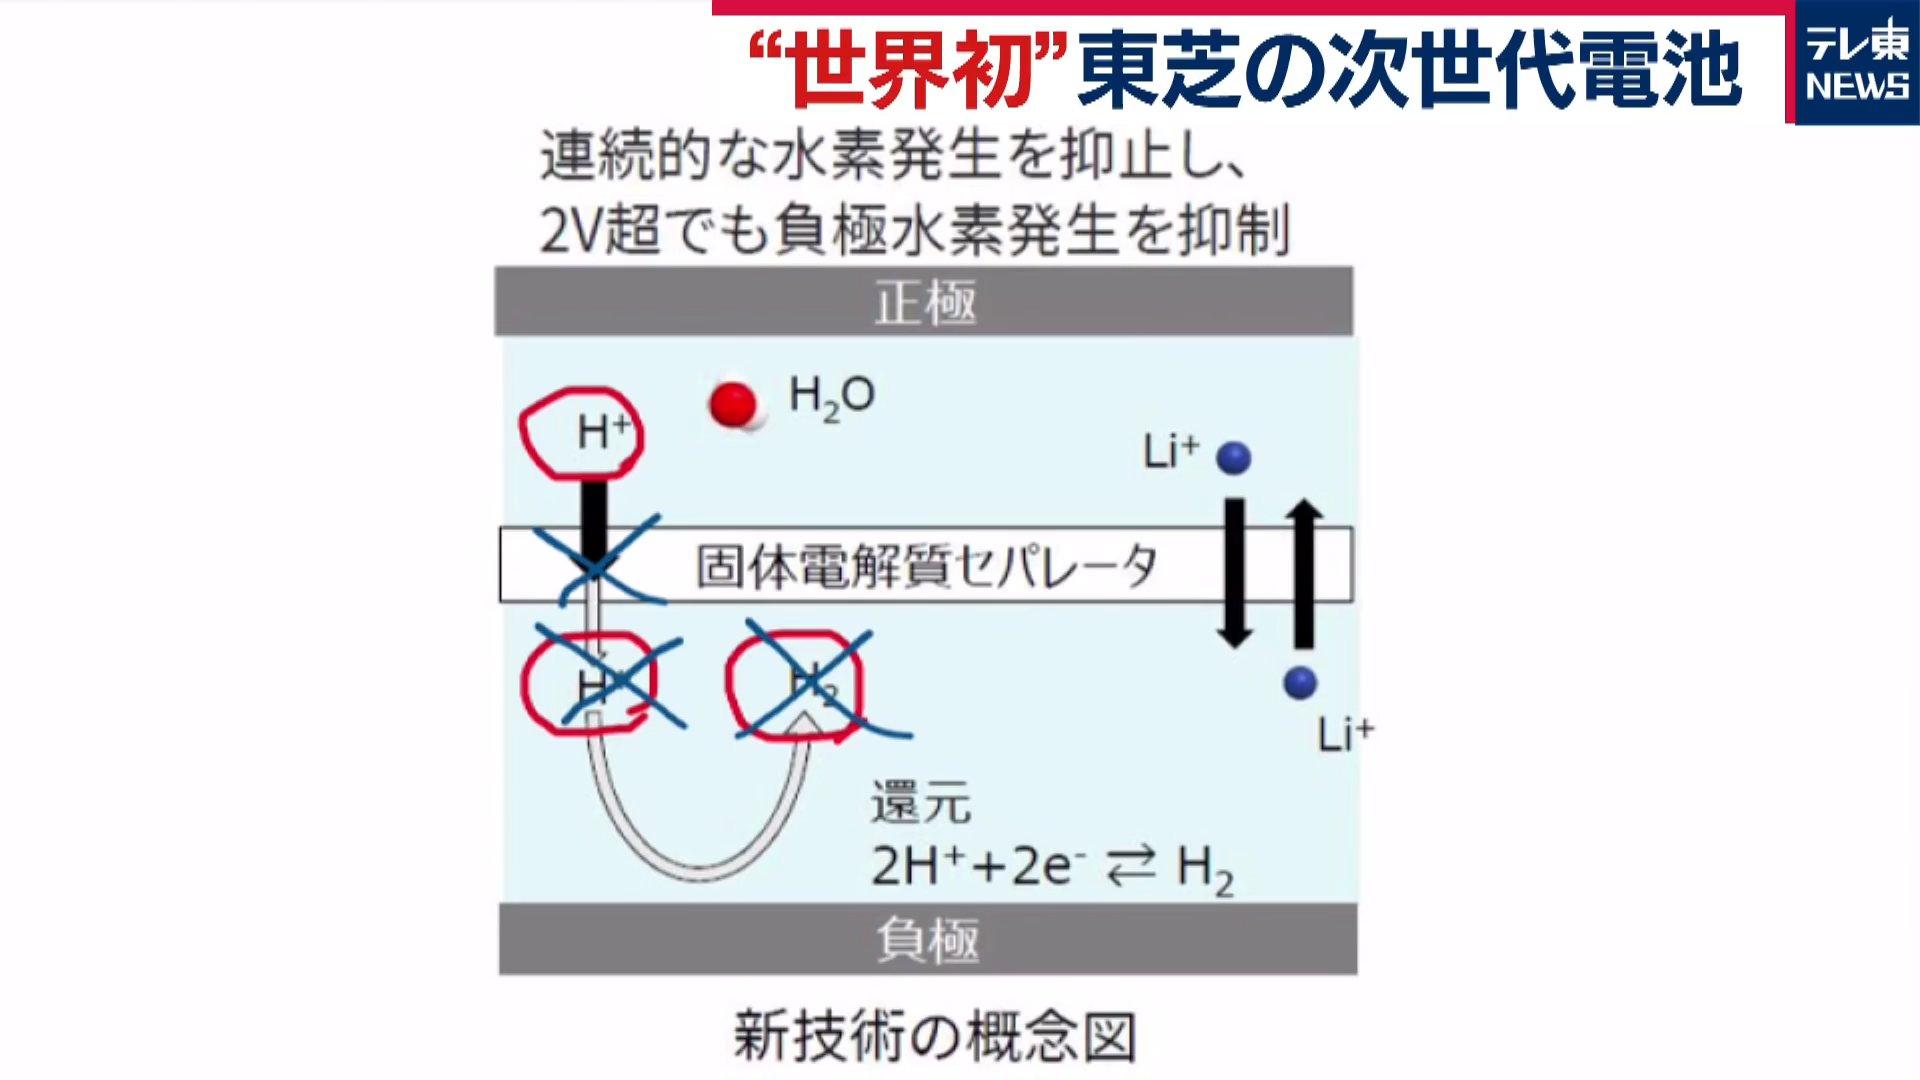 “世界初”東芝の次世代電池
テレ東
NEWS
連続的な水素発生を抑止し、
2V超でも負極水素発生を抑制
正極
H⁺
H₂O
Li⁺
固体電解質セパレータ
H⁺
H₂
Li⁺
還元
2H⁺+2e⁻ ⇄ H₂
負極
新技術の概念図